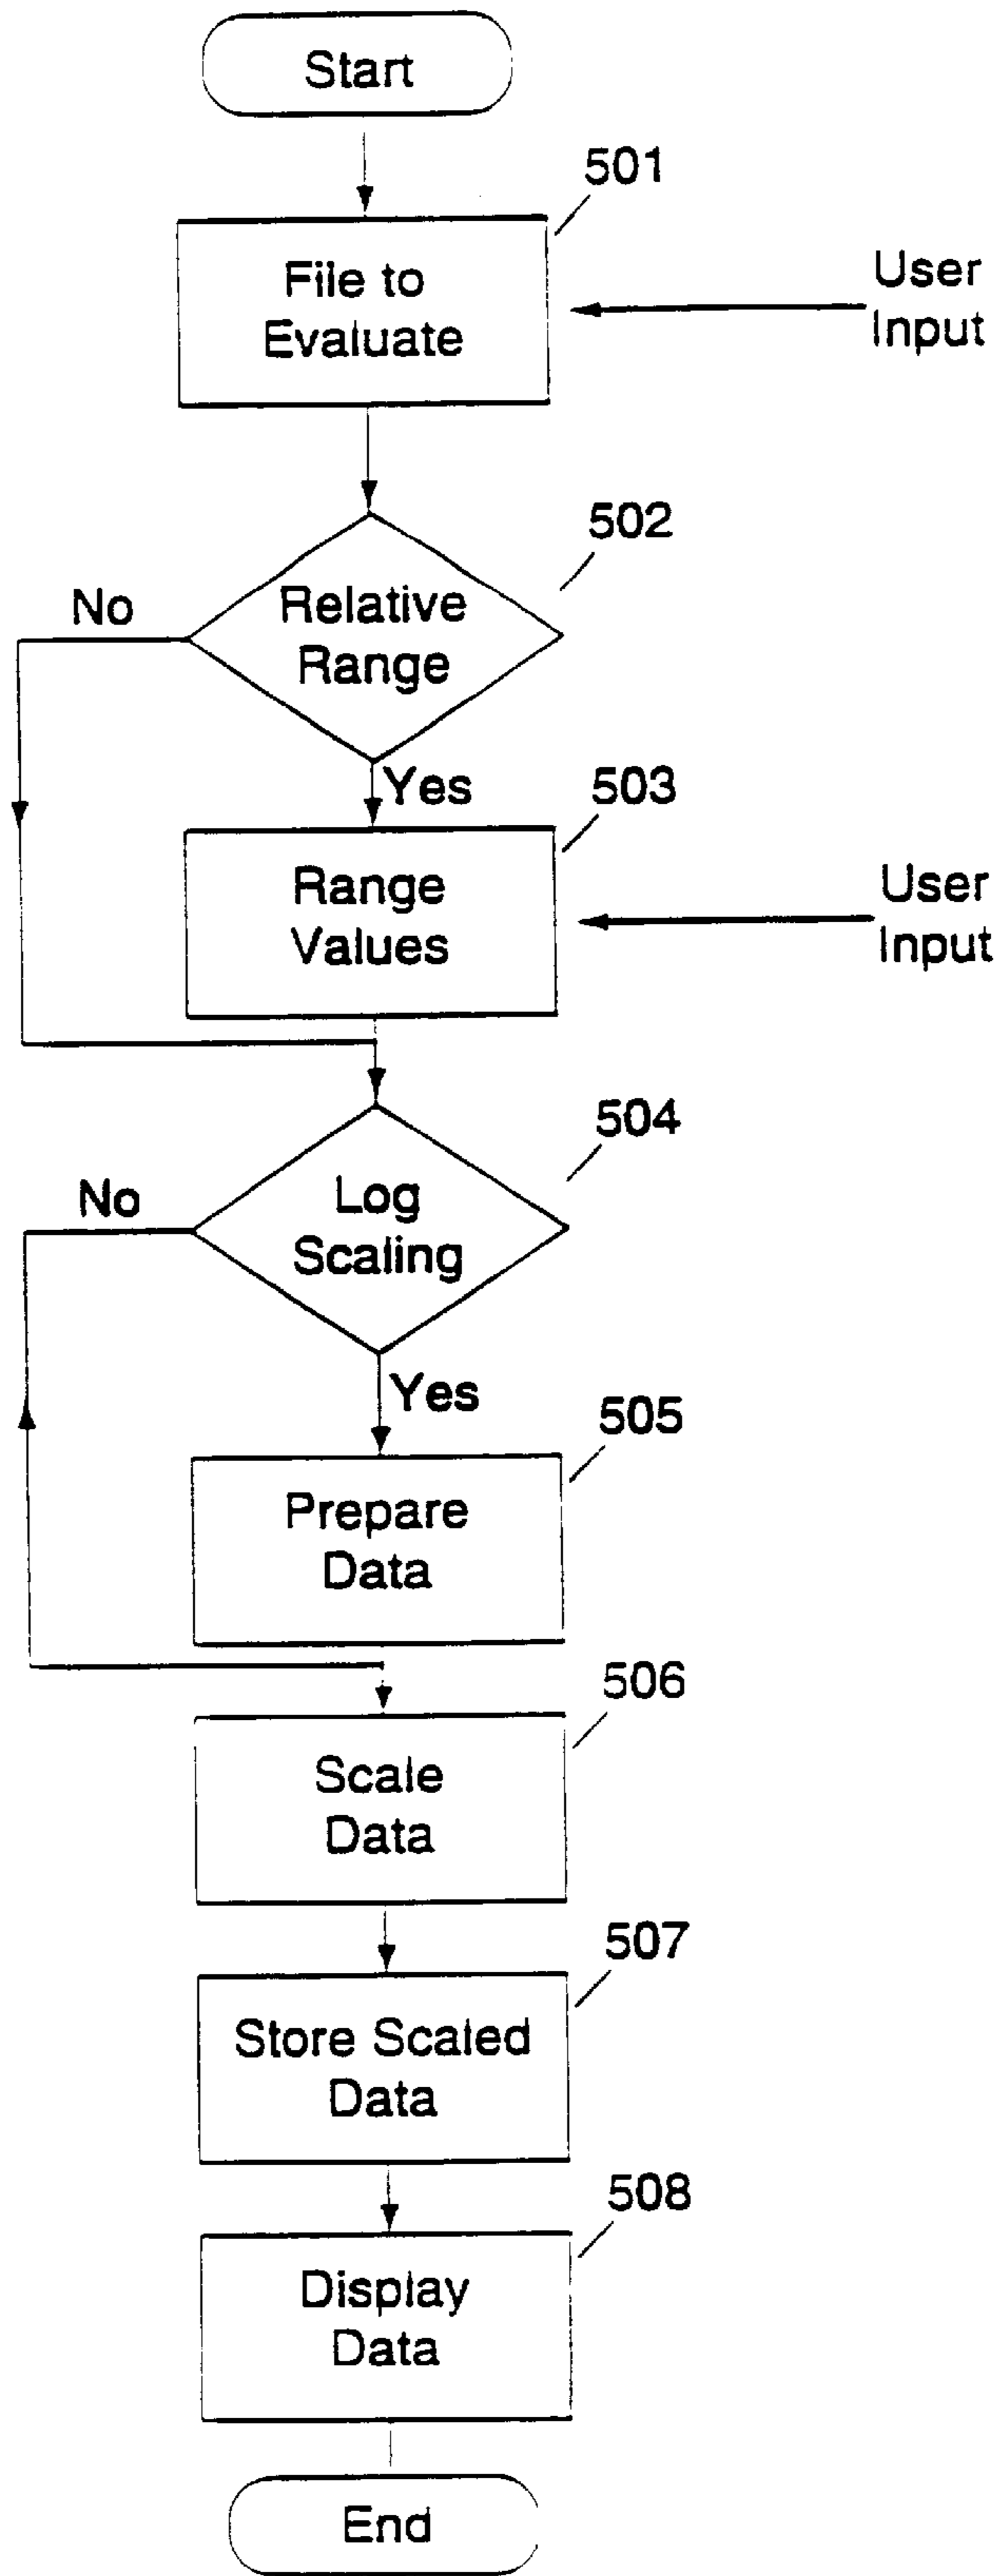 Start
501
File to
Evaluate
User
Input
502
Relative
Range
No
Yes
503
Range
Values
User
Input
504
Log
Scaling
No
Yes
505
Prepare
Data
506
Scale
Data
507
Store Scaled
Data
508
Display
Data
End